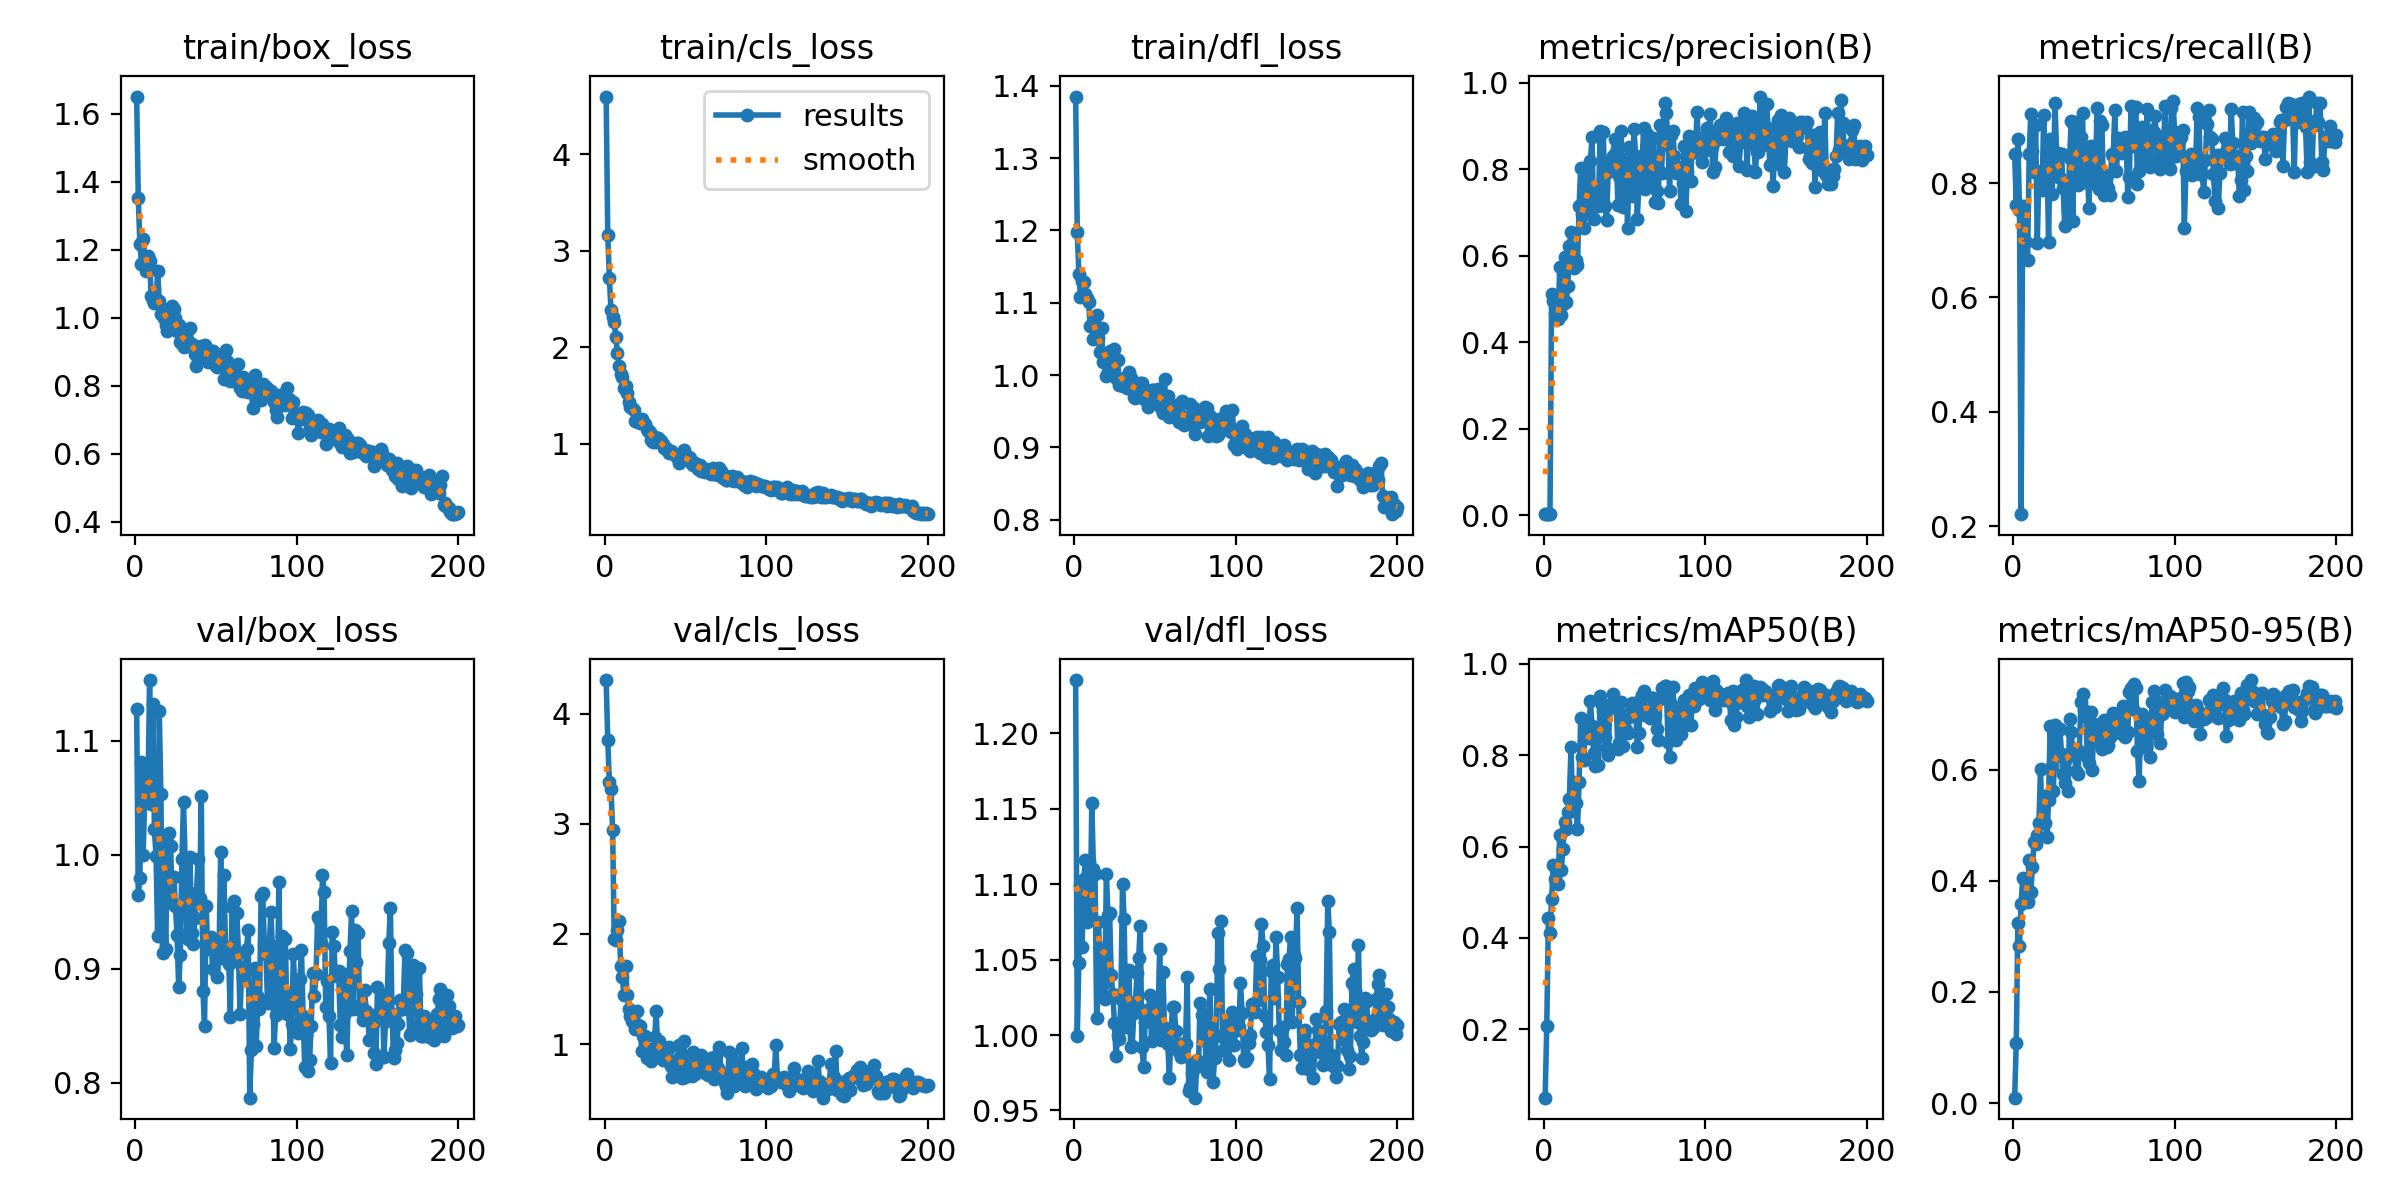 train/box_loss
train/cls_loss
train/dfl_loss
metrics/precision(B)
metrics/recall(B)
1.6
1.4
1.2
1.0
0.8
0.6
0.4
0 100 200
results
smooth
4
3
2
1
0 100 200
1.4
1.3
1.2
1.1
1.0
0.9
0.8
0 100 200
1.0
0.8
0.6
0.4
0.2
0.0
0 100 200
0.8
0.6
0.4
0.2
0 100 200
val/box_loss
val/cls_loss
val/dfl_loss
metrics/mAP50(B)
metrics/mAP50-95(B)
1.1
1.0
0.9
0.8
0 100 200
4
3
2
1
0 100 200
1.20
1.15
1.10
1.05
1.00
0.95
0 100 200
1.0
0.8
0.6
0.4
0.2
0 100 200
0.6
0.4
0.2
0.0
0 100 200